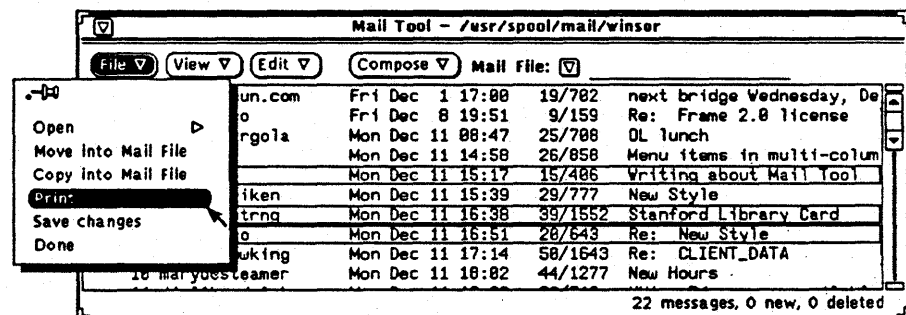 Mail Tool - /usr/spool/mail/winsor
File View Edit Compose Mail File:
un.com Fri Dec 1 17:00 19/702 next bridge Wednesday, De
o Fri Dec 8 19:51 9/159 Re: Frame 2.0 license
rgola Mon Dec 11 08:47 25/708 OL lunch
Mon Dec 11 14:58 26/858 Menu items in multi-colum
Mon Dec 11 15:17 15/406 Writing about Mail Tool
iken Mon Dec 11 15:39 29/777 New Style
trng Mon Dec 11 16:38 39/1552 Stanford Library Card
o Mon Dec 11 16:51 20/643 Re: New Style
wking Mon Dec 11 17:14 50/1643 Re: CLIENT_DATA
Mon Dec 11 18:02 44/1277 New Hours
Open
Move into Mail File
Copy into Mail File
Print
Save changes
Done
22 messages, 0 new, 0 deleted